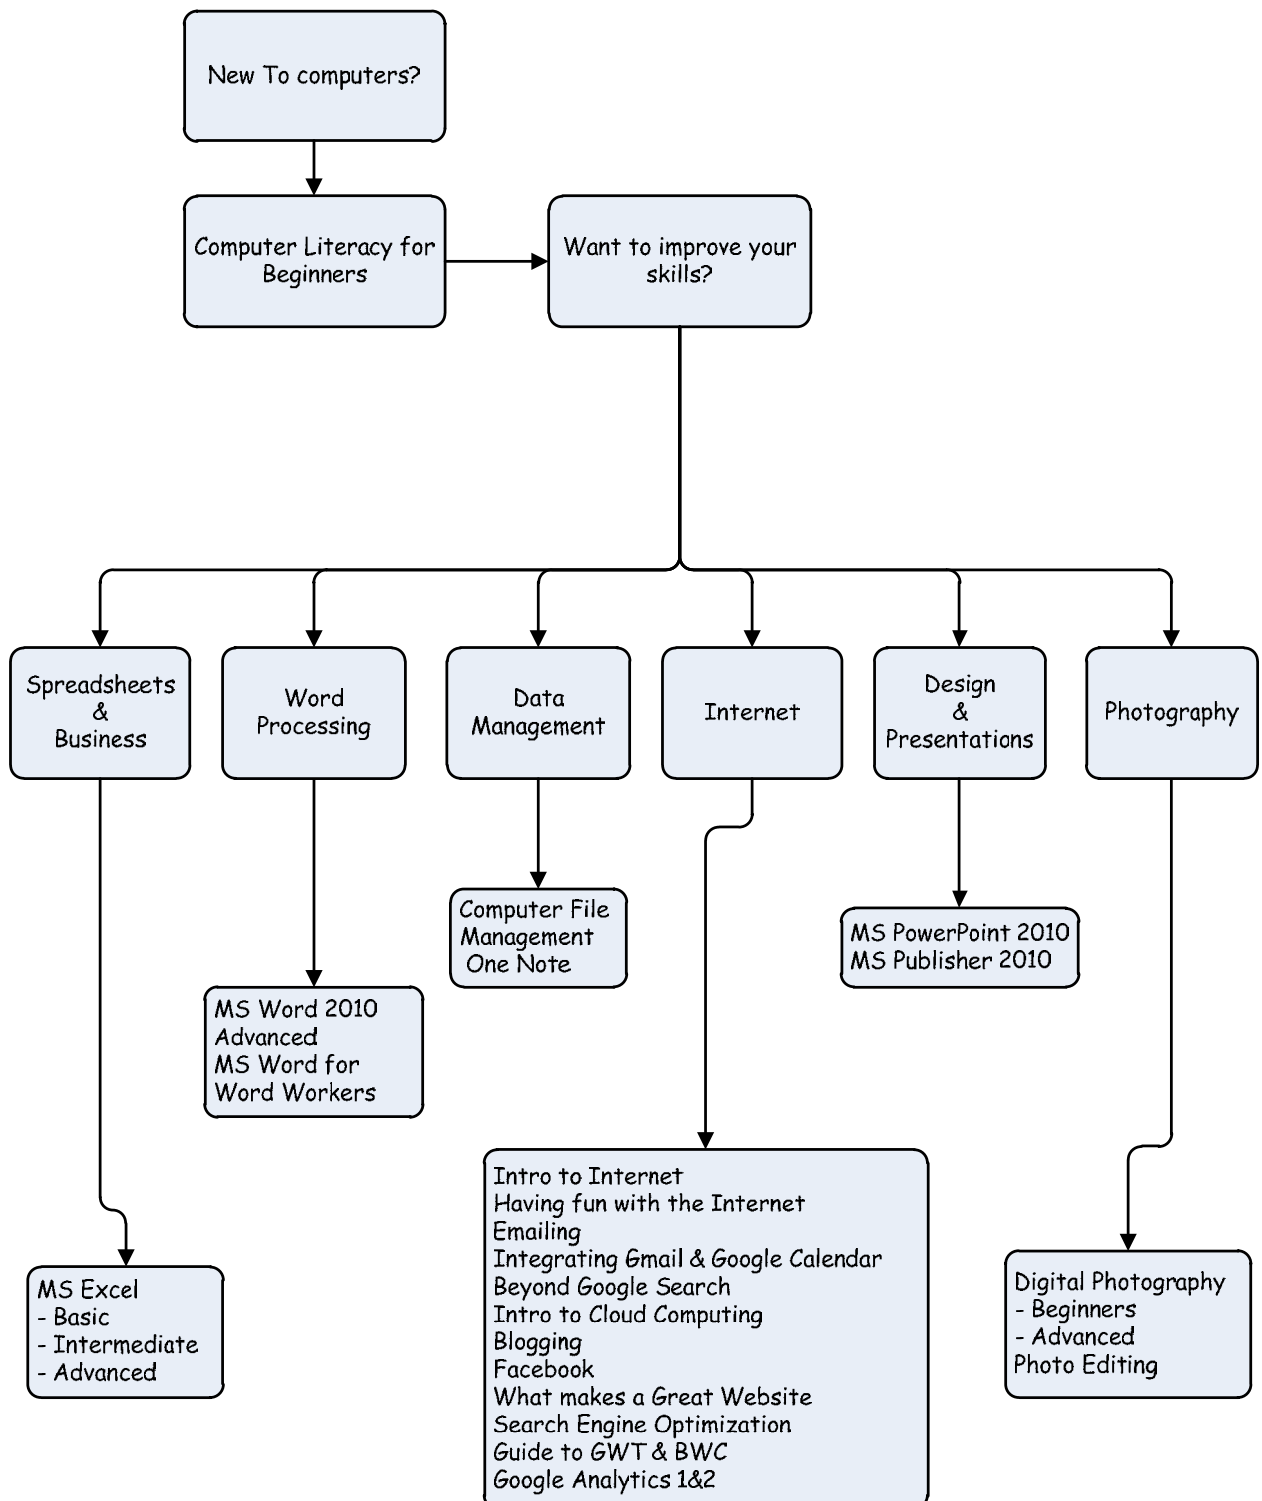 New To computers?
Computer Literacy for
Beginners
Want to improve your
skills?
Spreadsheets
&
Business
Word
Processing
Data
Management
Internet
Design
&
Presentations
Photography
Computer File
Management
One Note
MS PowerPoint 2010
MS Publisher 2010
MS Word 2010
Advanced
MS Word for
Word Workers
Intro to Internet
Having fun with the Internet
Emailing
Integrating Gmail & Google Calendar
Beyond Google Search
Intro to Cloud Computing
Blogging
Facebook
What makes a Great Website
Search Engine Optimization
Guide to GWT & BWC
Google Analytics 1&2
MS Excel
- Basic
- Intermediate
- Advanced
Digital Photography
- Beginners
- Advanced
Photo Editing